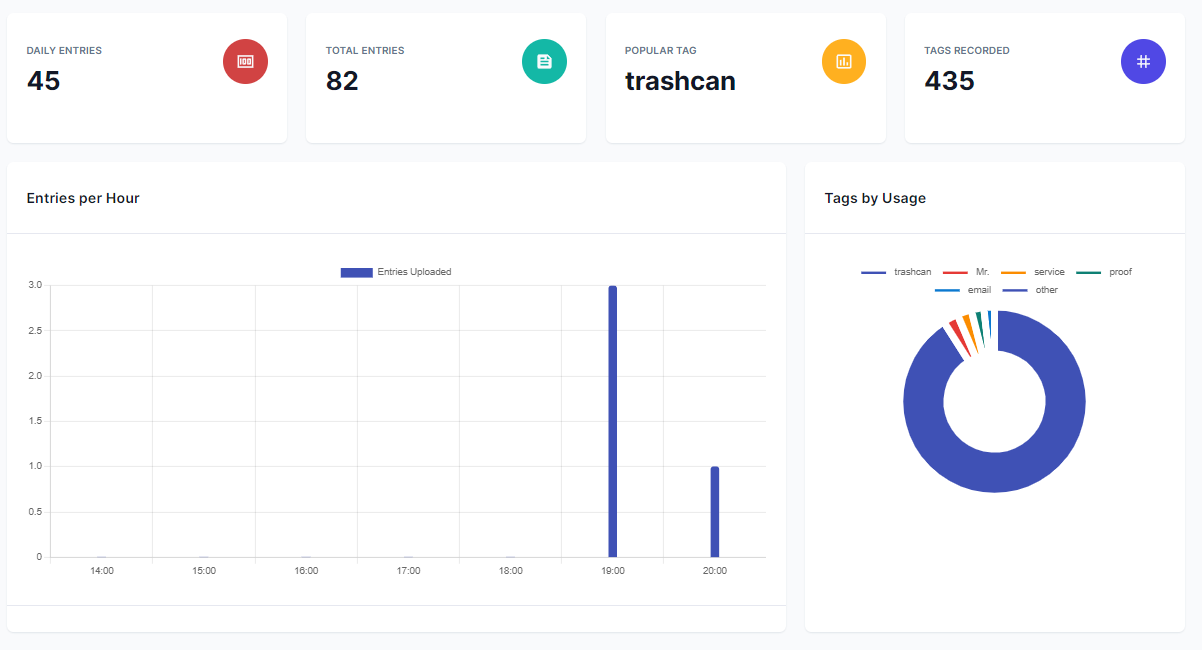 DAILY ENTRIES
45
TOTAL ENTRIES
82
POPULAR TAG
trashcan
TAGS RECORDED
435
Entries per Hour
Entries Uploaded
3.0
2.5
2.0
1.5
1.0
0.5
0
14:00 15:00 16:00 17:00 18:00 19:00 20:00
Tags by Usage
trashcan Mr. service proof
email other